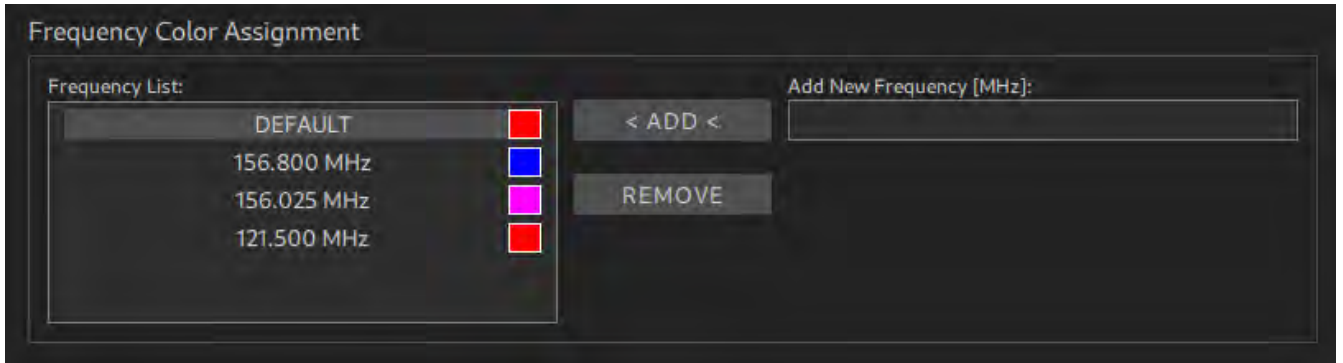 Frequency Color Assignment
Frequency List:
DEFAULT
156.800 MHz
156.025 MHz
121.500 MHz
< ADD <
REMOVE
Add New Frequency [MHz]: